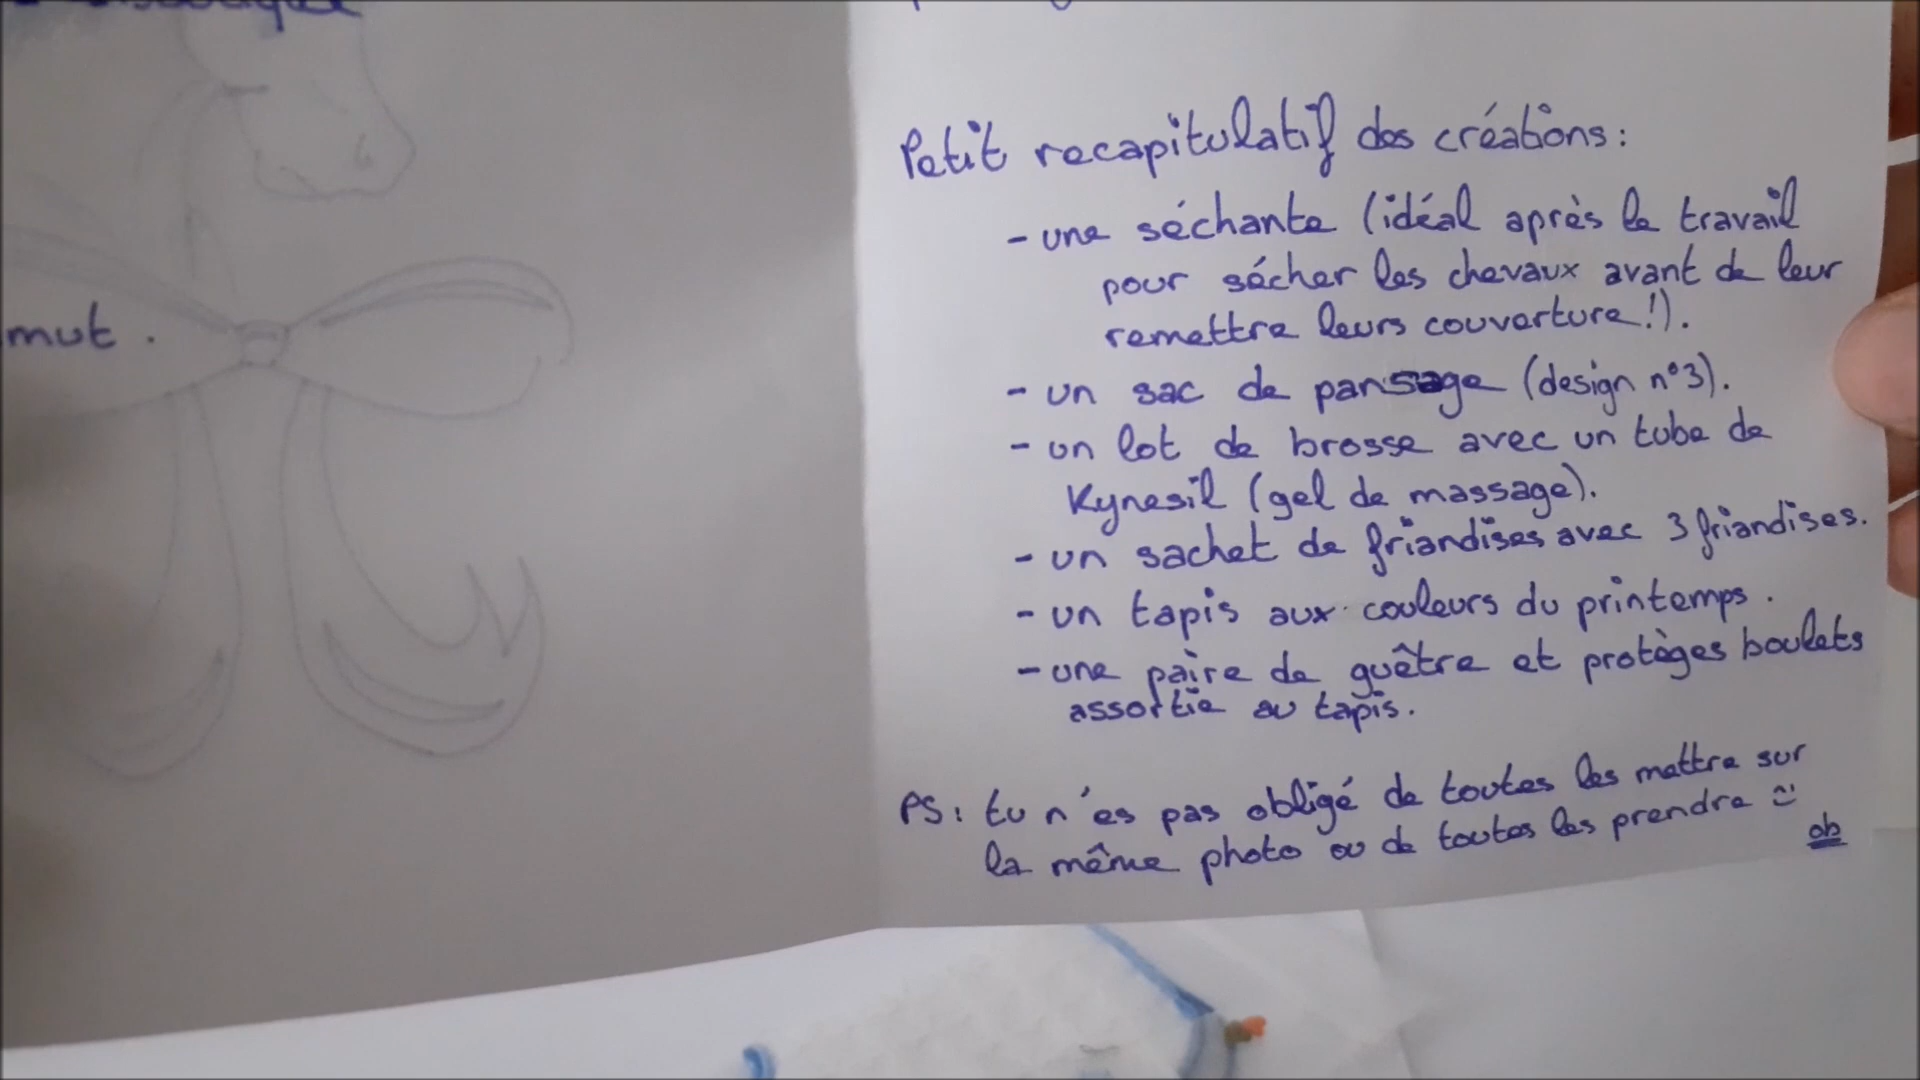 mut.
Petit recapitulatif des créations:
- une séchante (idéal après le travail
pour sécher les chevaux avant de leur
remettre leurs couverture!).
- un sac de pansage (design n°3).
- un lot de brosse avec un tube de
Kynesil (gel de massage).
- un sachet de friandises avec 3 friandises.
- un tapis aux couleurs du printemps.
- une paire de guêtre et protèges boulets
assortie au tapis.
PS: tu n'es pas obligé de toutes les mettre sur
la même photo ou de toutes les prendre :)